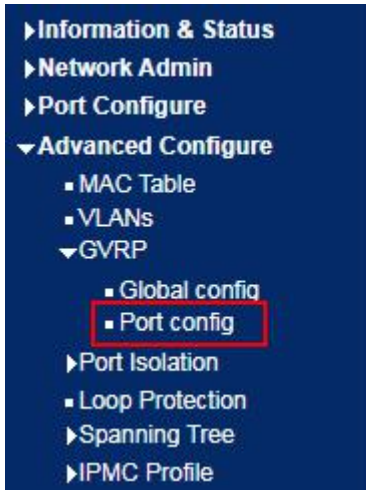 Information & Status
Network Admin
Port Configure
Advanced Configure
MAC Table
VLANs
GVRP
Global config
Port config
Port Isolation
Loop Protection
Spanning Tree
IPMC Profile